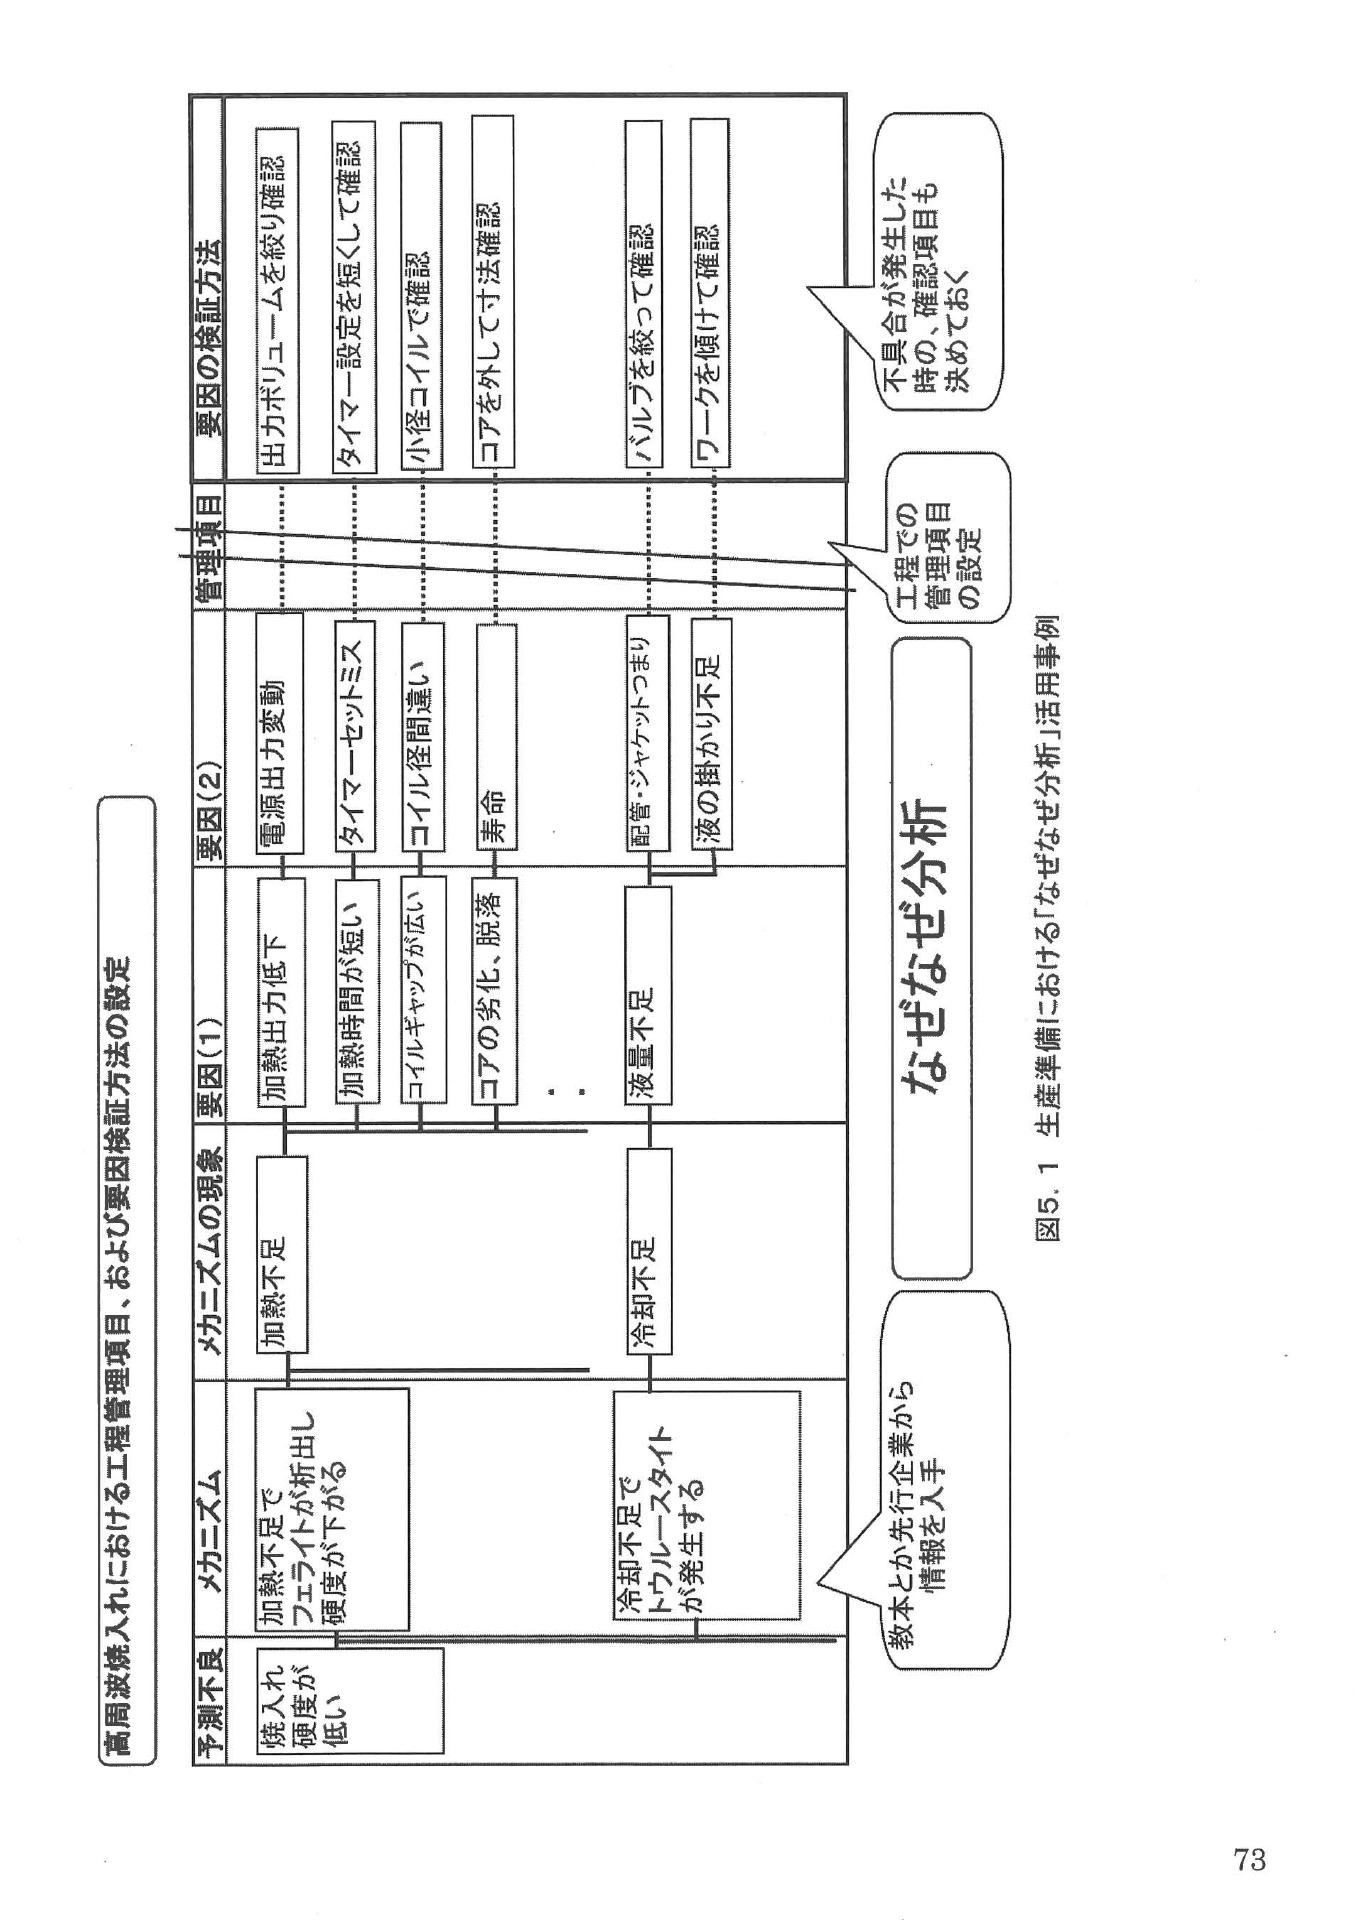 高周波焼入れにおける工程管理項目、および要因検証方法の設定
予測不良
メカニズム
メカニズムの現象
要因(1)
要因(2)
管理項目
要因の検証方法
焼入れ
硬度が
低い
加熱不足で
フェライトが析出し
硬度が下がる
加熱不足
加熱出力低下
電源出力変動
出力ボリュームを絞り確認
加熱時間が短い
タイマーセットミス
タイマー設定を短くして確認
コイルギャップが広い
コイル径間違い
小径コイルで確認
コアの劣化、脱落
寿命
コアを外して寸法確認
冷却不足で
トウルースタイト
が発生する
冷却不足
液量不足
配管・ジャケットつまり
バルブを絞って確認
液の掛かり不足
ワークを傾けて確認
教本とか先行企業から
情報を入手
なぜなぜ分析
工程での
管理項目
の設定
不具合が発生した
時の、確認項目も
決めておく
図5.1 生産準備における「なぜなぜ分析」活用事例
73